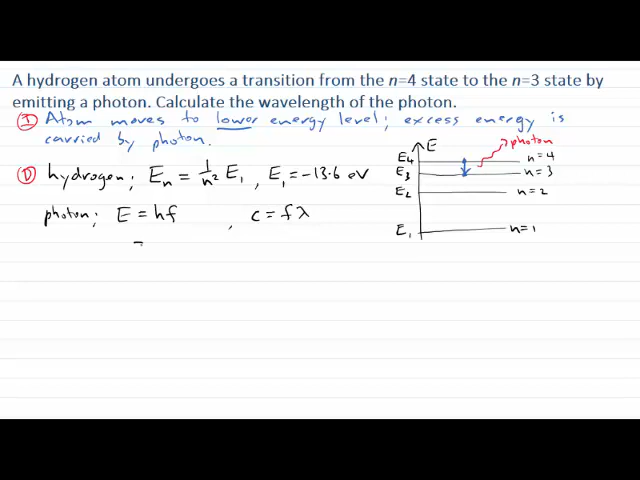 A hydrogen atom undergoes a transition from the n=4 state to the n=3 state by
emitting a photon. Calculate the wavelength of the photon.
I Atom moves to lower energy level; excess energy is
carried by photon.
D hydrogen; Eₙ = 1/n² E₁ , E₁ = -13.6 eV
photon; E = hf , c = fλ
=
E
photon
E₄ n=4
E₃ n=3
E₂ n=2
E₁ n=1